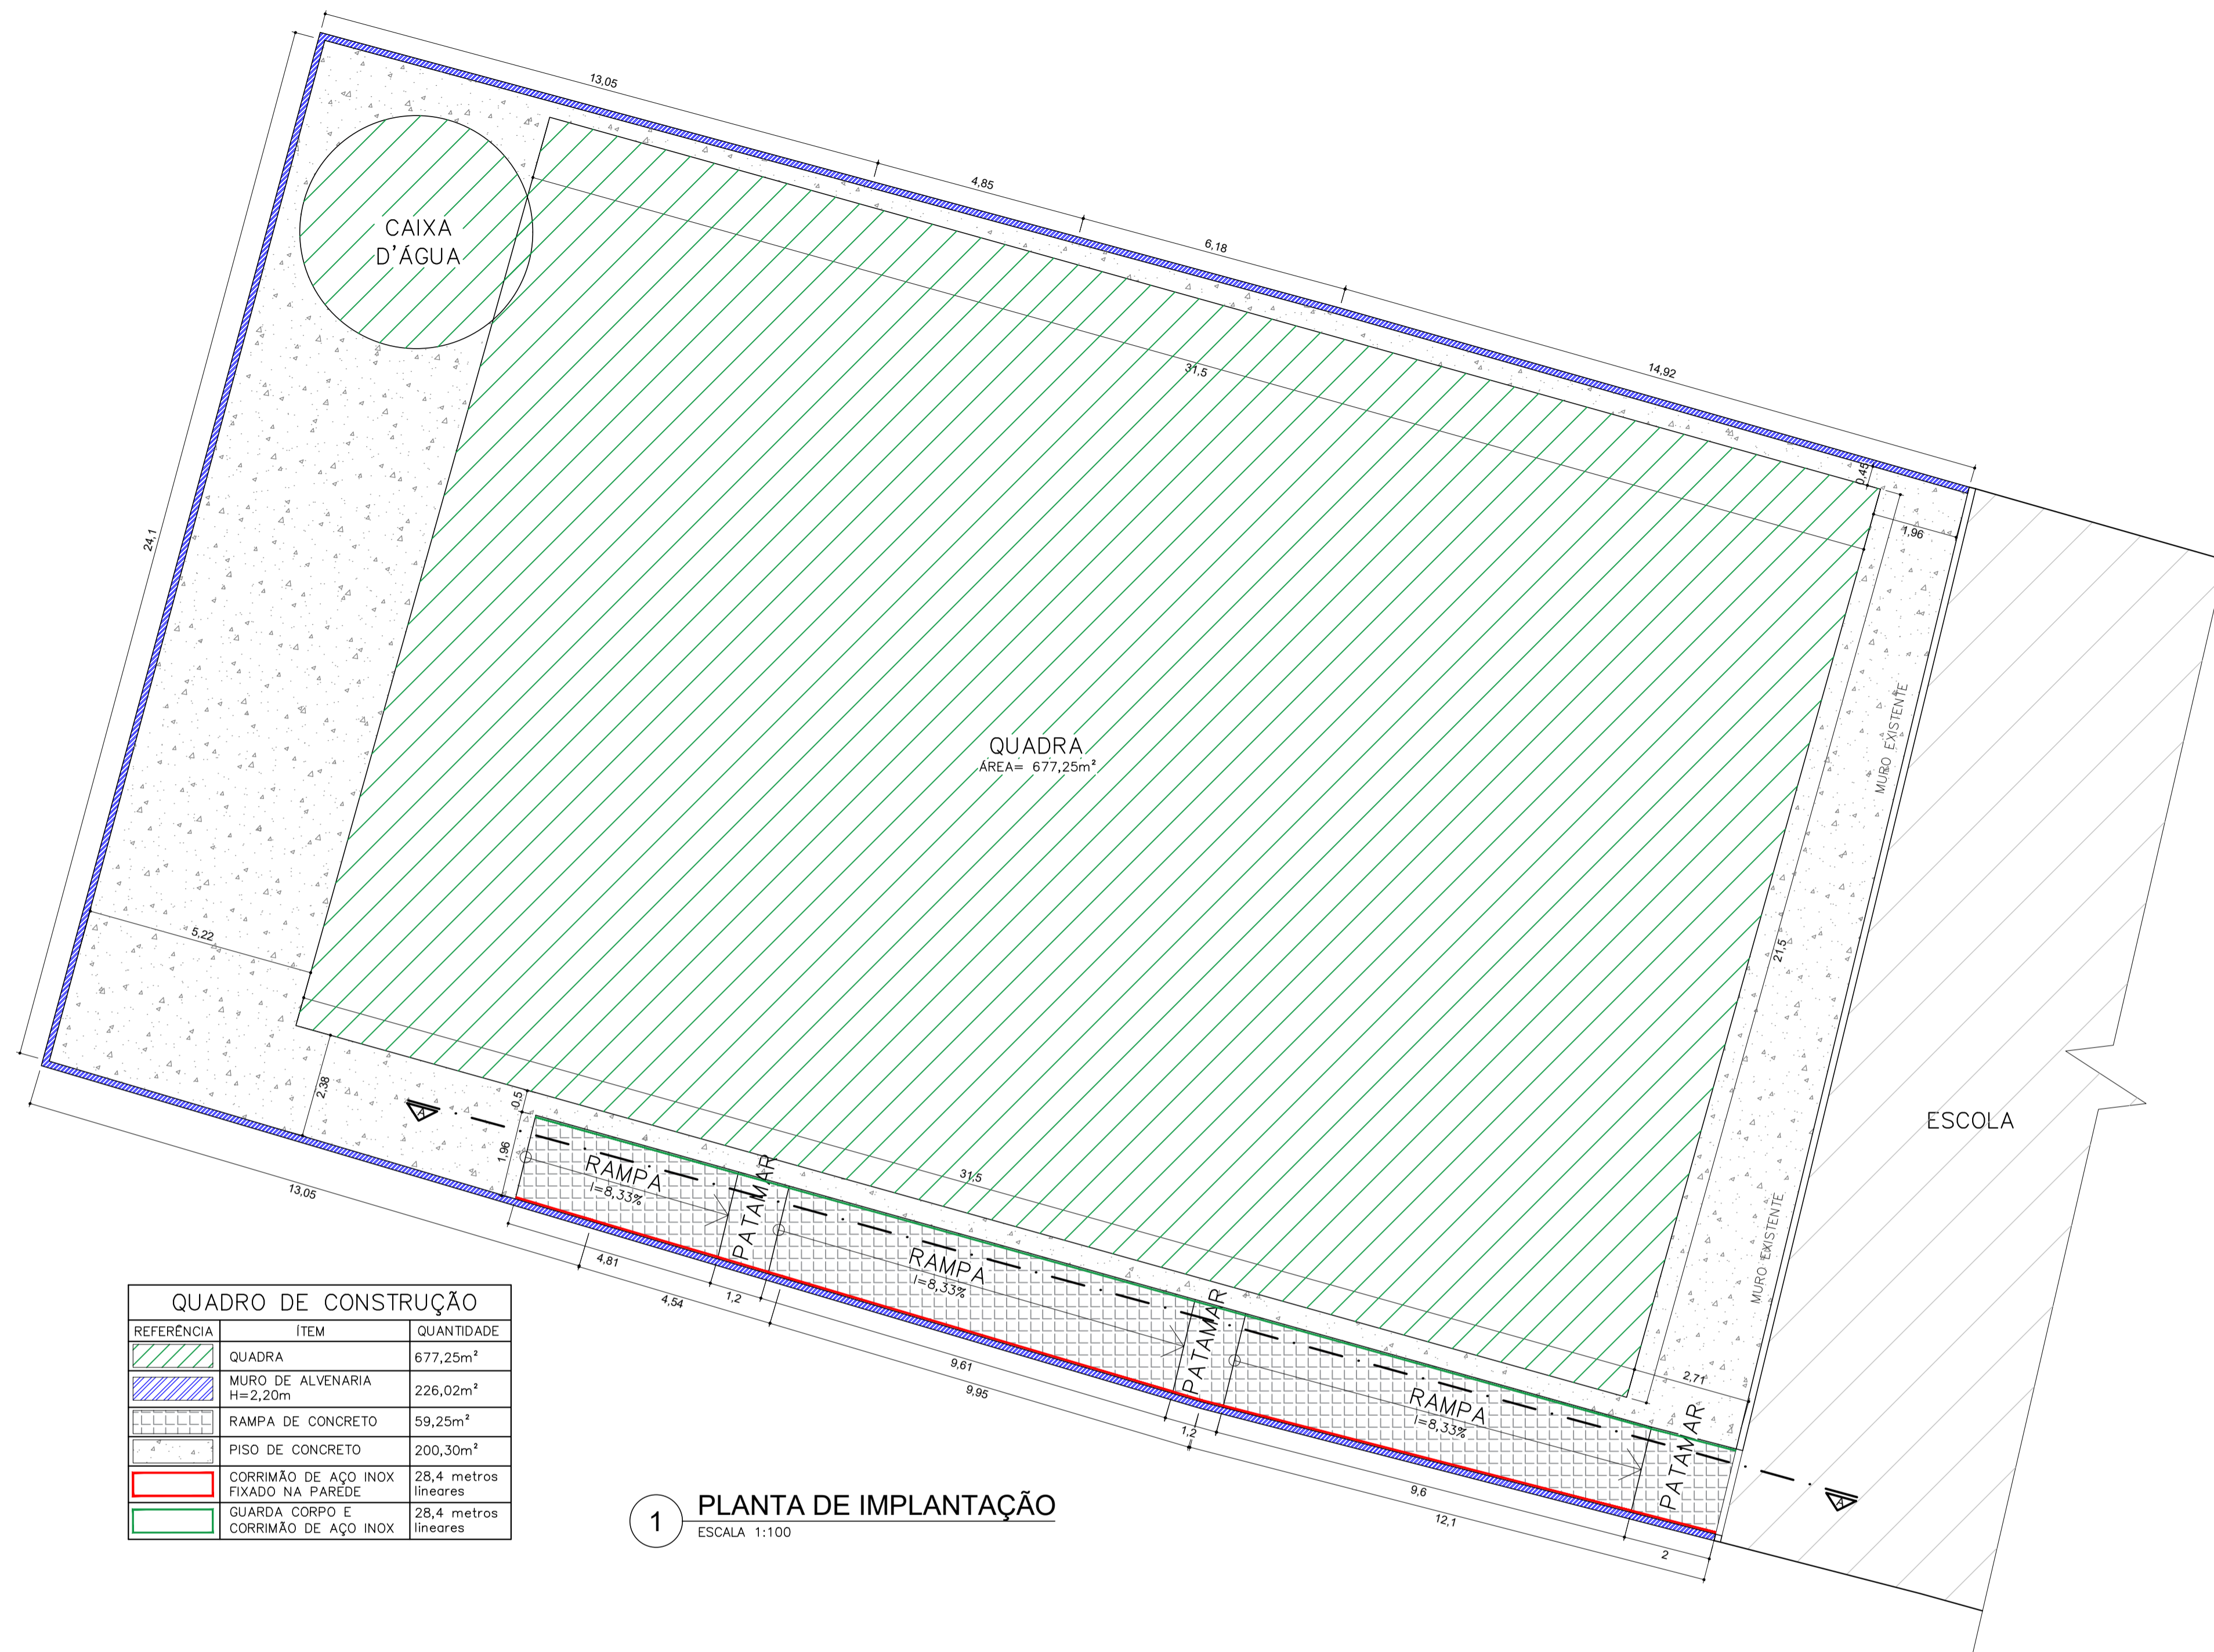 13,05
4,85
6,18
14,92
CAIXA
D'ÁGUA
31,5
0,45
1,96
24,1
MURO EXISTENTE
QUADRA
ÁREA= 677,25m²
21,5
5,22
2,38
0,5
1,96
31,5
ESCOLA
MURO EXISTENTE
A
RAMPA
I=8,33%
PATAMAR
RAMPA
I=8,33%
PATAMAR
RAMPA
I=8,33%
PATAMAR
2,71
A
13,05
4,81
1,2
4,54
9,61
9,95
1,2
9,6
12,1
2
QUADRO DE CONSTRUÇÃO
REFERÊNCIA ÍTEM QUANTIDADE
QUADRA 677,25m²
MURO DE ALVENARIA
H=2,20m 226,02m²
RAMPA DE CONCRETO 59,25m²
PISO DE CONCRETO 200,30m²
CORRIMÃO DE AÇO INOX 28,4 metros
FIXADO NA PAREDE lineares
GUARDA CORPO E 28,4 metros
CORRIMÃO DE AÇO INOX lineares
1 PLANTA DE IMPLANTAÇÃO
ESCALA 1:100